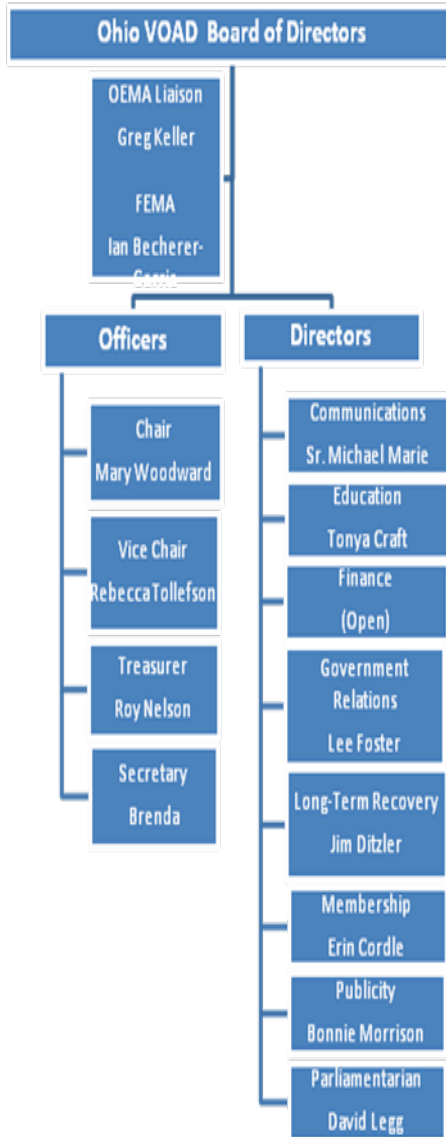 Ohio VOAD Board of Directors
OEMA Liaison
Greg Keller
FEMA
Ian Becherer-
Officers
Chair
Mary Woodward
Vice Chair
Rebecca Tollefson
Treasurer
Roy Nelson
Secretary
Brenda
Directors
Communications
Sr. Michael Marie
Education
Tonya Craft
Finance
(Open)
Government
Relations
Lee Foster
Long-Term Recovery
Jim Ditzler
Membership
Erin Cordle
Publicity
Bonnie Morrison
Parliamentarian
David Legg